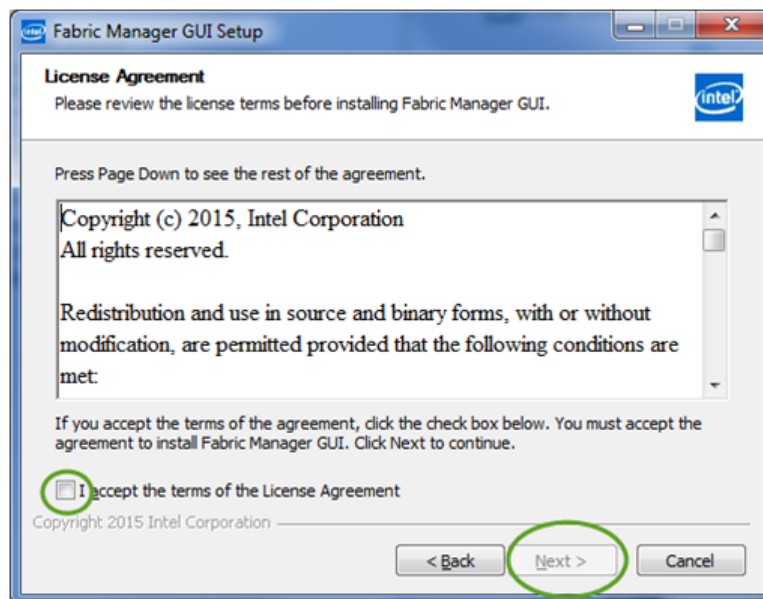 intel Fabric Manager GUI Setup
License Agreement
Please review the license terms before installing Fabric Manager GUI.
intel
Press Page Down to see the rest of the agreement.
Copyright (c) 2015, Intel Corporation
All rights reserved.
Redistribution and use in source and binary forms, with or without
modification, are permitted provided that the following conditions are
met:
If you accept the terms of the agreement, click the check box below. You must accept the
agreement to install Fabric Manager GUI. Click Next to continue.
I accept the terms of the License Agreement
Copyright 2015 Intel Corporation
< Back Next > Cancel